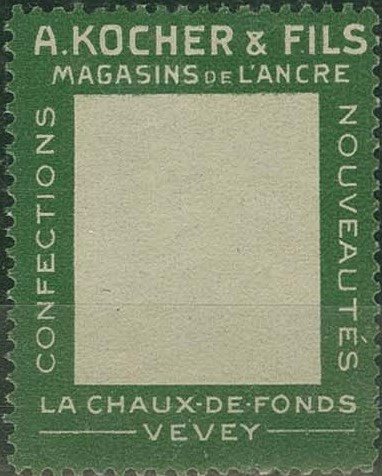 A. KOCHER & FILS
MAGASINS DE L'ANCRE
CONFECTIONS
NOUVEAUTÉS
LA CHAUX-DE-FONDS
VEVEY